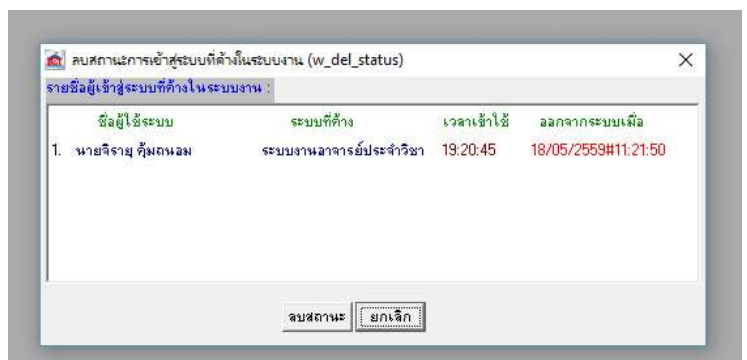 ลบสถานะการเข้าสู่ระบบที่ค้างในระบบงาน (w_del_status)
รายชื่อผู้เข้าสู่ระบบที่ค้างในระบบงาน :
ชื่อผู้ใช้ระบบ ระบบที่ค้าง เวลาเข้าใช้ ออกจากระบบเมื่อ
1. นายจิรายุ คุ้มถนอม ระบบงานอาจารย์ประจำวิชา 19:20:45 18/05/2559#11:21:50
ลบสถานะ ยกเลิก